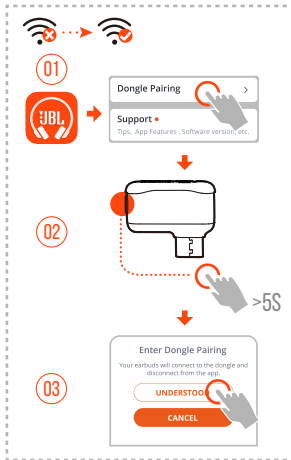 01
JBL
Dongle Pairing >
Support
Tips, App Features , Software version, etc.
02
>5S
03
Enter Dongle Pairing
Your earbuds will connect to the dongle and
disconnect from the app.
UNDERSTOOD
CANCEL